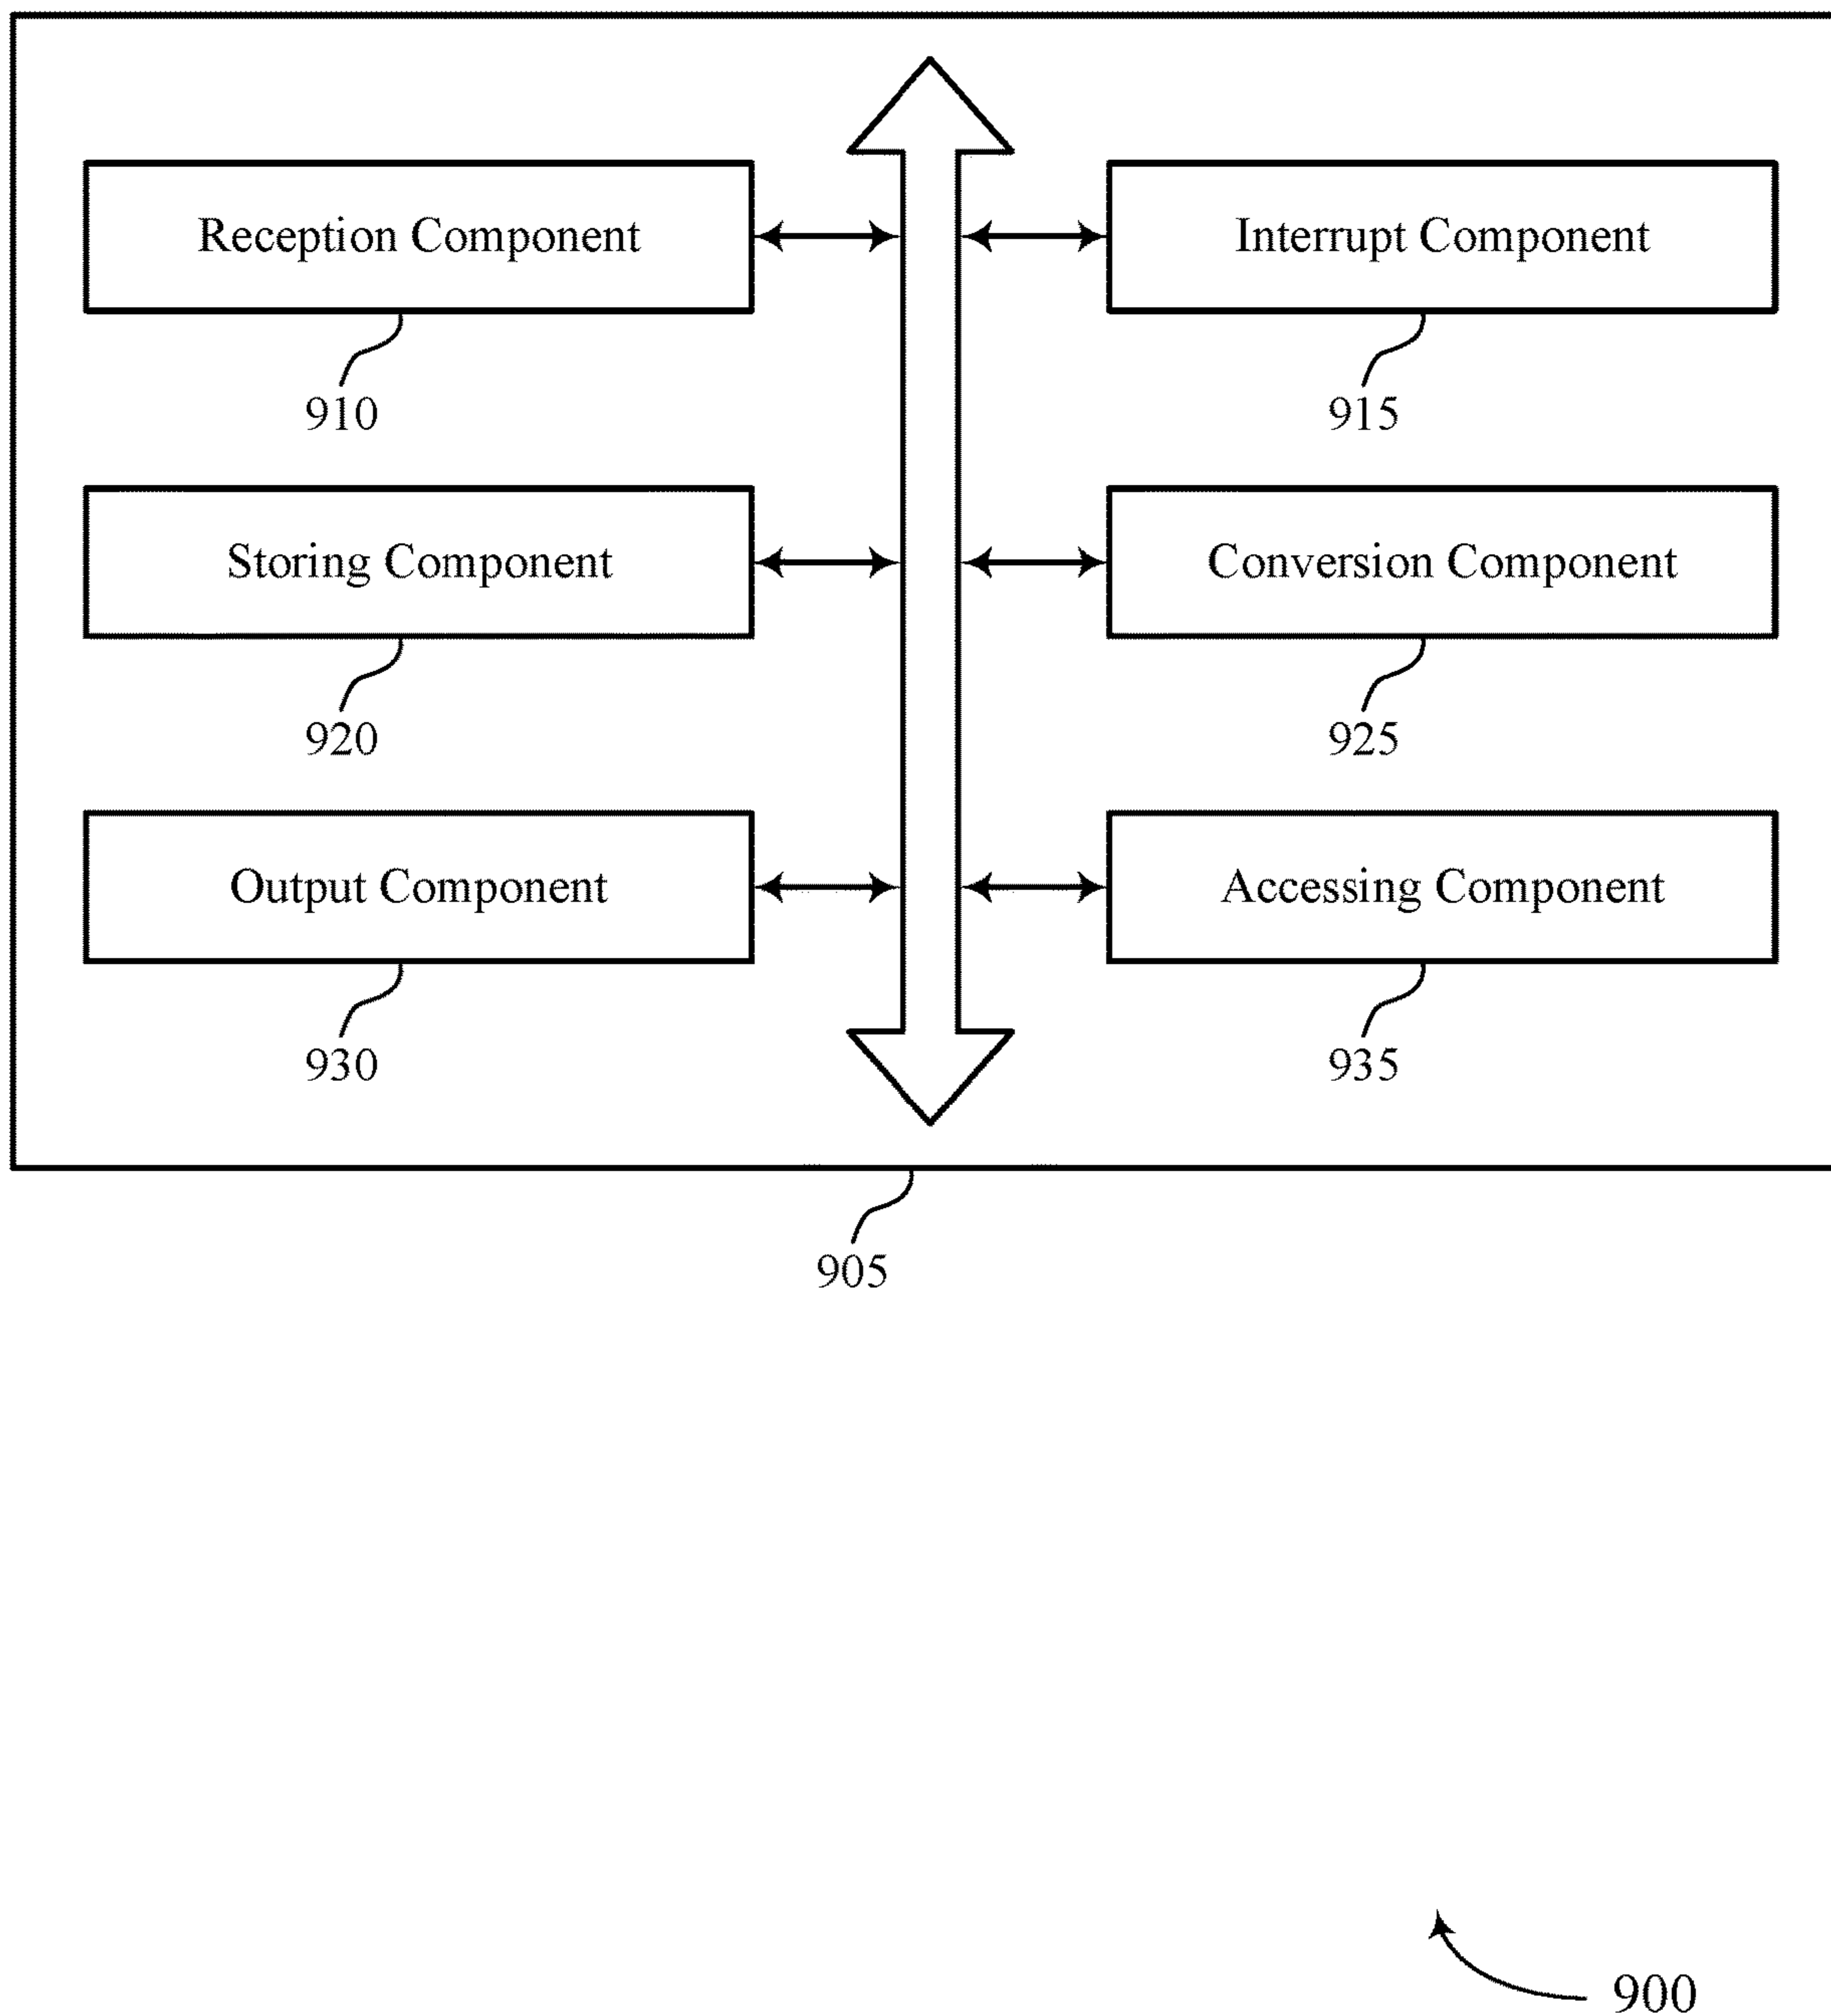 Reception Component
Interrupt Component
910
915
Storing Component
Conversion Component
920
925
Output Component
Accessing Component
930
935
905
900